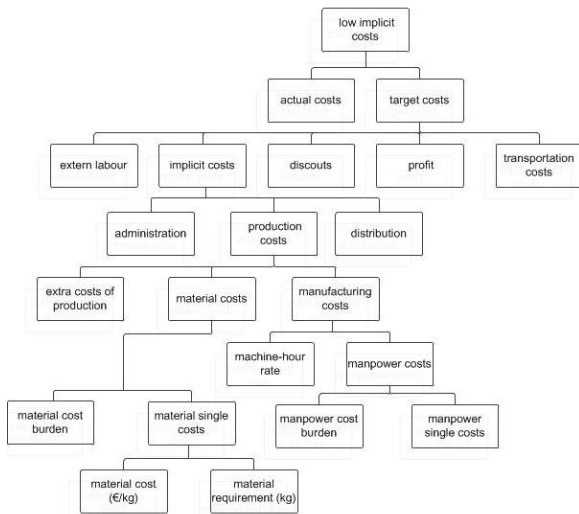 low implicit
costs
actual costs
target costs
extern labour
implicit costs
discouts
profit
transportation
costs
administration
production
costs
distribution
extra costs of
production
material costs
manufacturing
costs
machine-hour
rate
manpower costs
material cost
burden
material single
costs
manpower cost
burden
manpower
single costs
material cost
(€/kg)
material
requirement (kg)